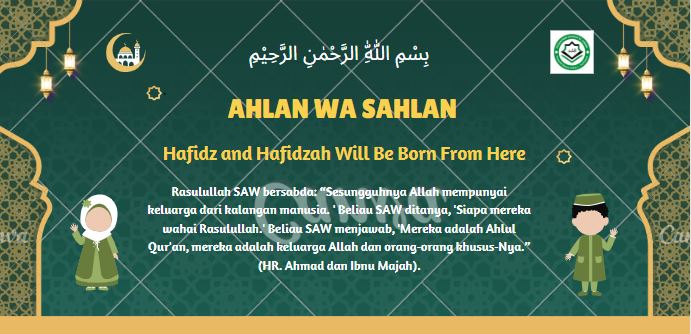 بِسْمِ اللَّهِ الرَّحْمَٰنِ الرَّحِيْمِ
AHLAN WA SAHLAN
Hafidz and Hafidzah Will Be Born From Here
Rasulullah SAW bersabda: “Sesungguhnya Allah mempunyai
keluarga dari kalangan manusia. ' Beliau SAW ditanya, 'Siapa mereka
wahai Rasulullah.' Beliau SAW menjawab, 'Mereka adalah Ahlul
Qur'an, mereka adalah keluarga Allah dan orang-orang khusus-Nya.”
(HR. Ahmad dan Ibnu Majah).